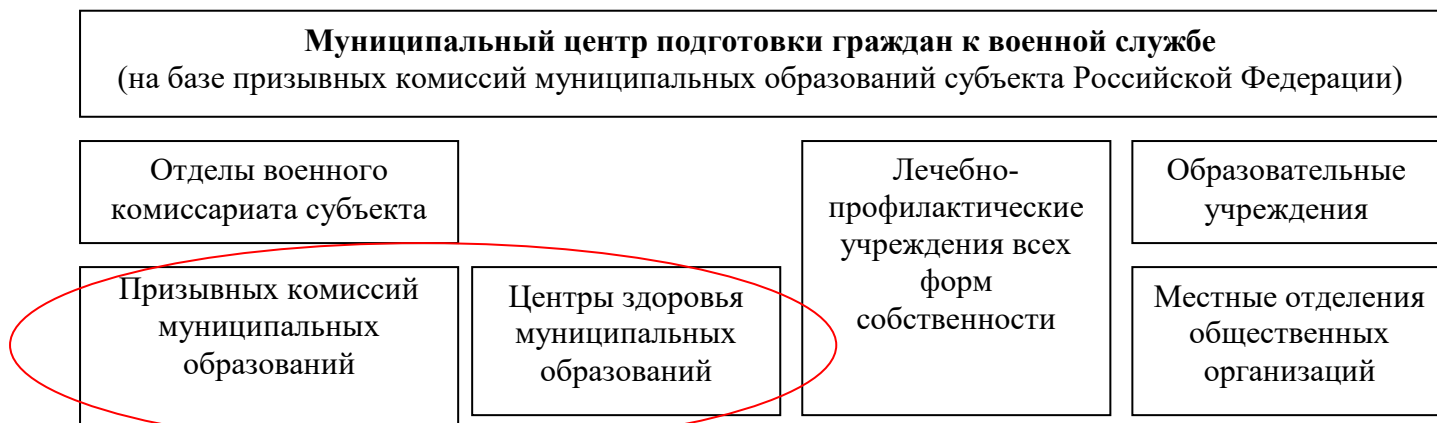 Муниципальный центр подготовки граждан к военной службе
(на базе призывных комиссий муниципальных образований субъекта Российской Федерации)
Отделы военного
комиссариата субъекта
Призывных комиссий
муниципальных
образований
Центры здоровья
муниципальных
образований
Лечебно-
профилактические
учреждения всех
форм
собственности
Образовательные
учреждения
Местные отделения
общественных
организаций